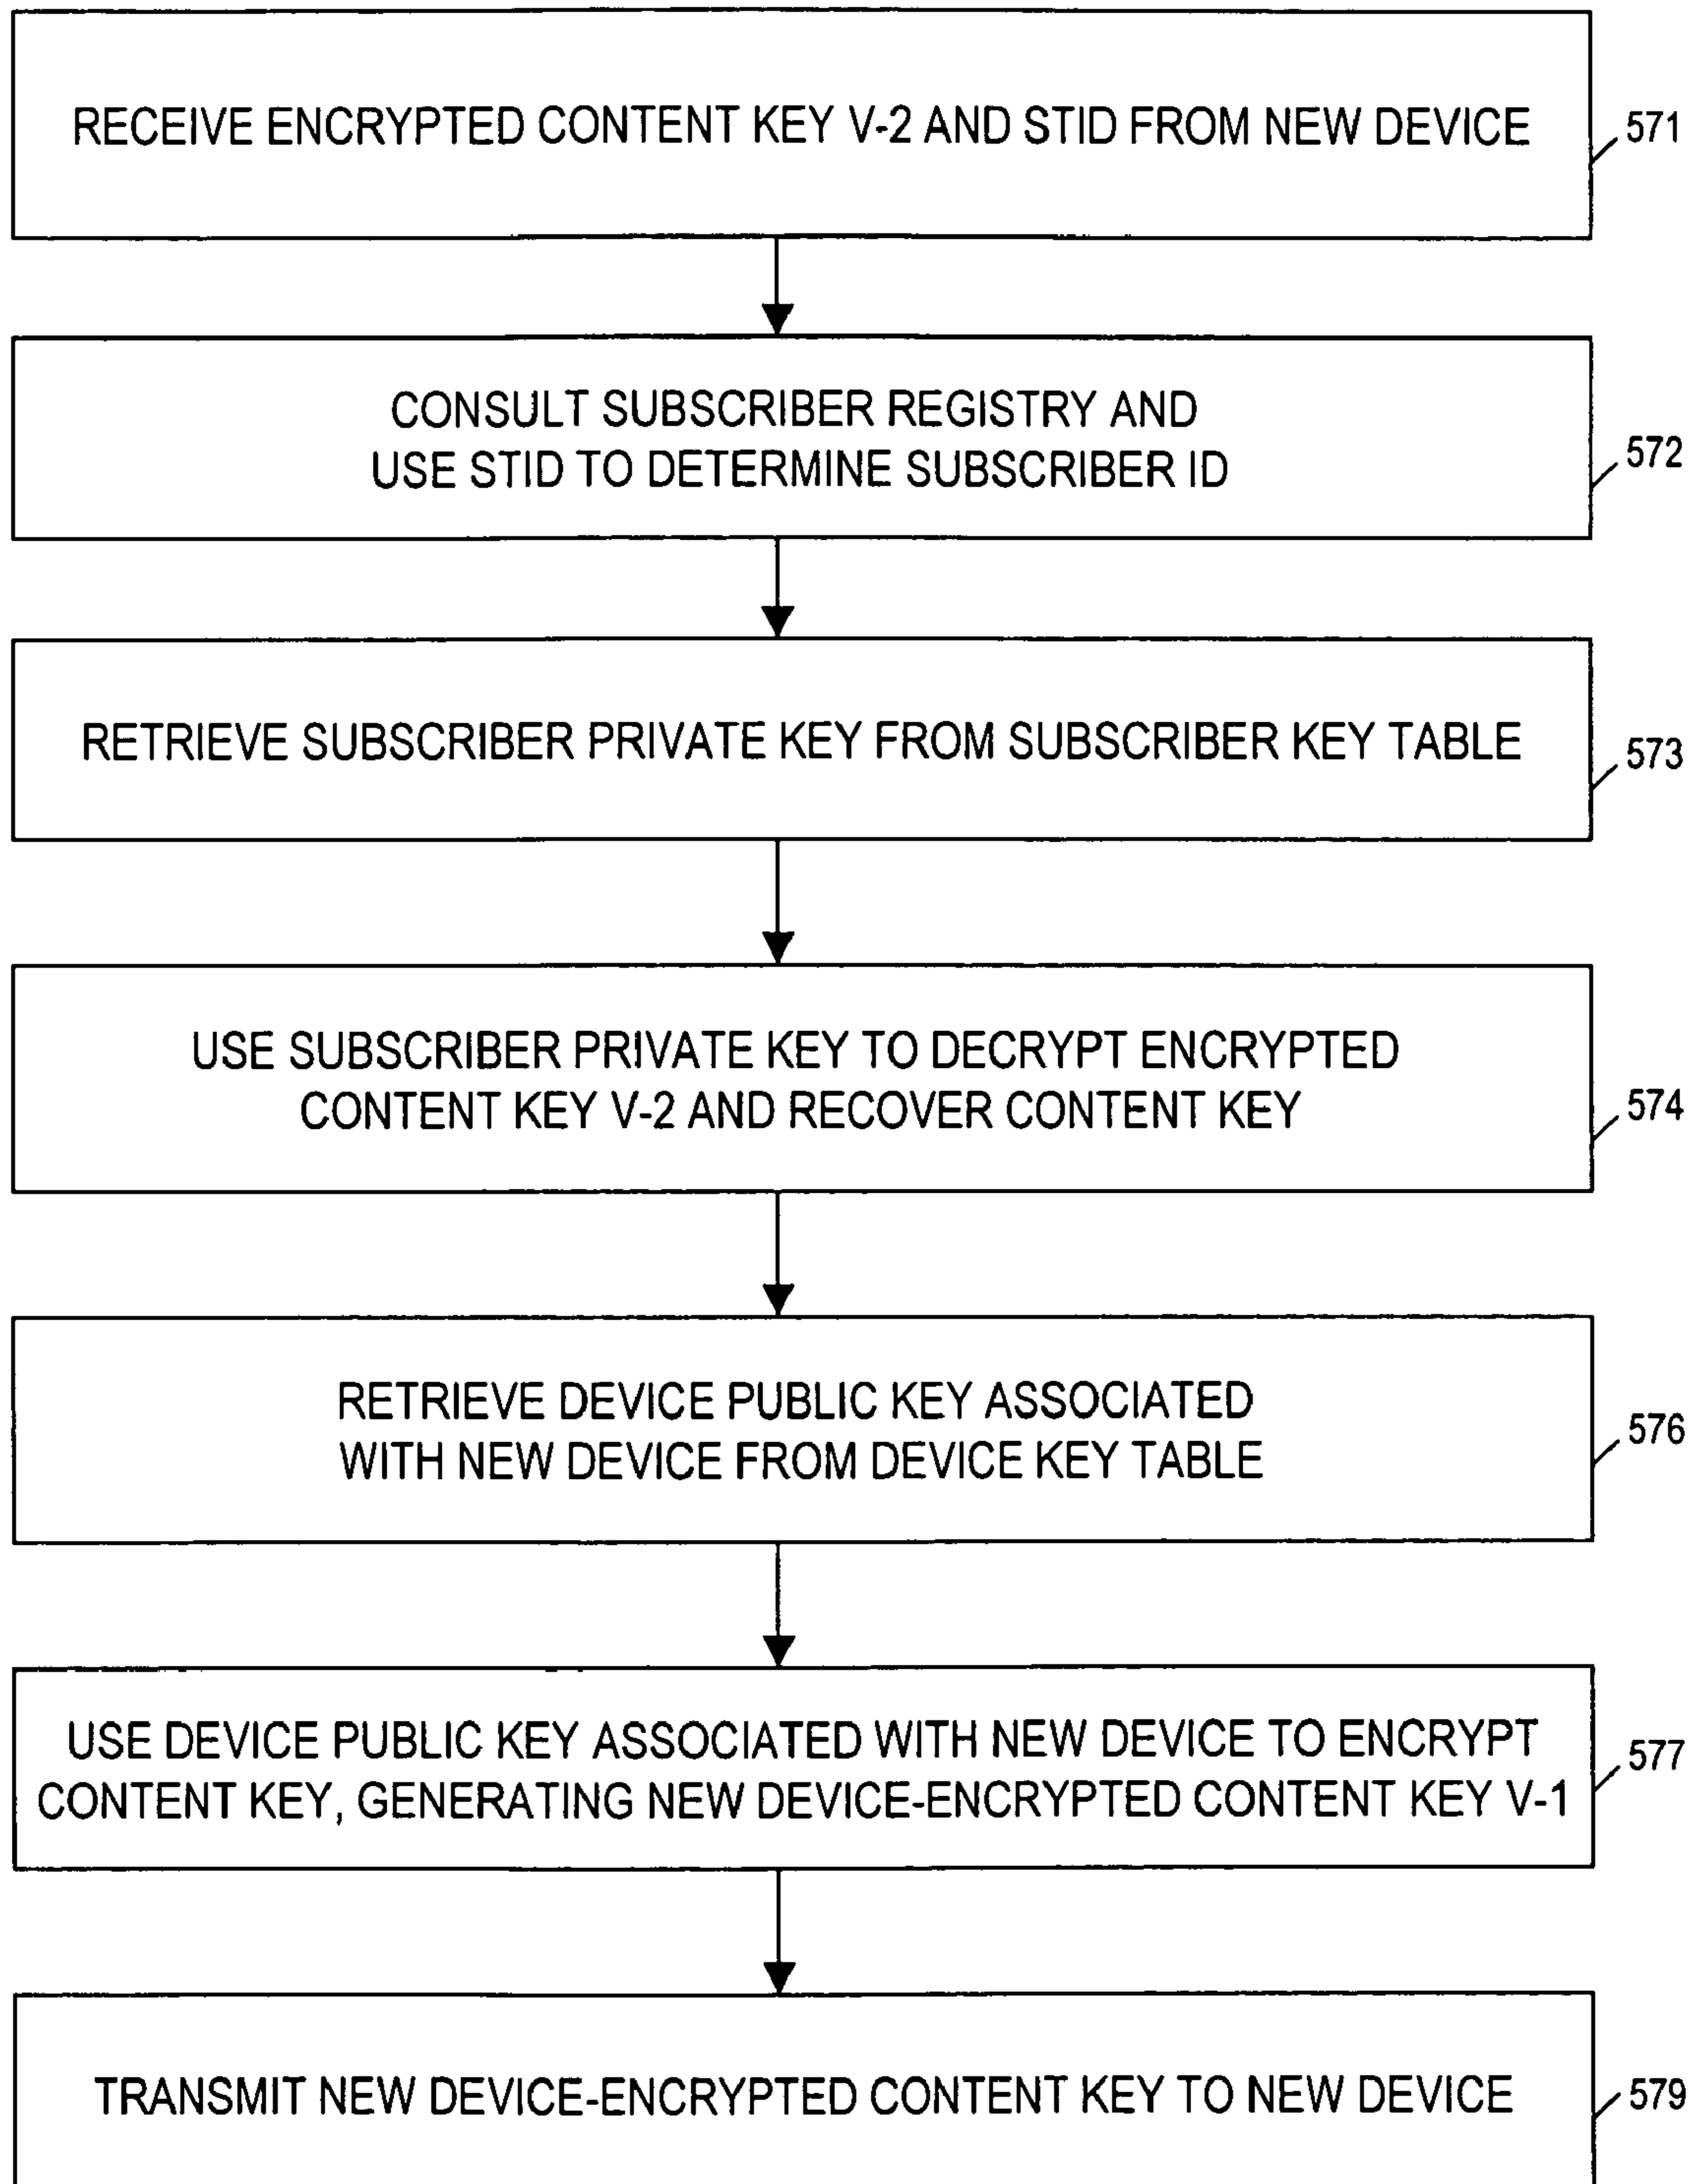 RECEIVE ENCRYPTED CONTENT KEY V-2 AND STID FROM NEW DEVICE
571
CONSULT SUBSCRIBER REGISTRY AND
USE STID TO DETERMINE SUBSCRIBER ID
572
RETRIEVE SUBSCRIBER PRIVATE KEY FROM SUBSCRIBER KEY TABLE
573
USE SUBSCRIBER PRIVATE KEY TO DECRYPT ENCRYPTED
CONTENT KEY V-2 AND RECOVER CONTENT KEY
574
RETRIEVE DEVICE PUBLIC KEY ASSOCIATED
WITH NEW DEVICE FROM DEVICE KEY TABLE
576
USE DEVICE PUBLIC KEY ASSOCIATED WITH NEW DEVICE TO ENCRYPT
CONTENT KEY, GENERATING NEW DEVICE-ENCRYPTED CONTENT KEY V-1
577
TRANSMIT NEW DEVICE-ENCRYPTED CONTENT KEY TO NEW DEVICE
579